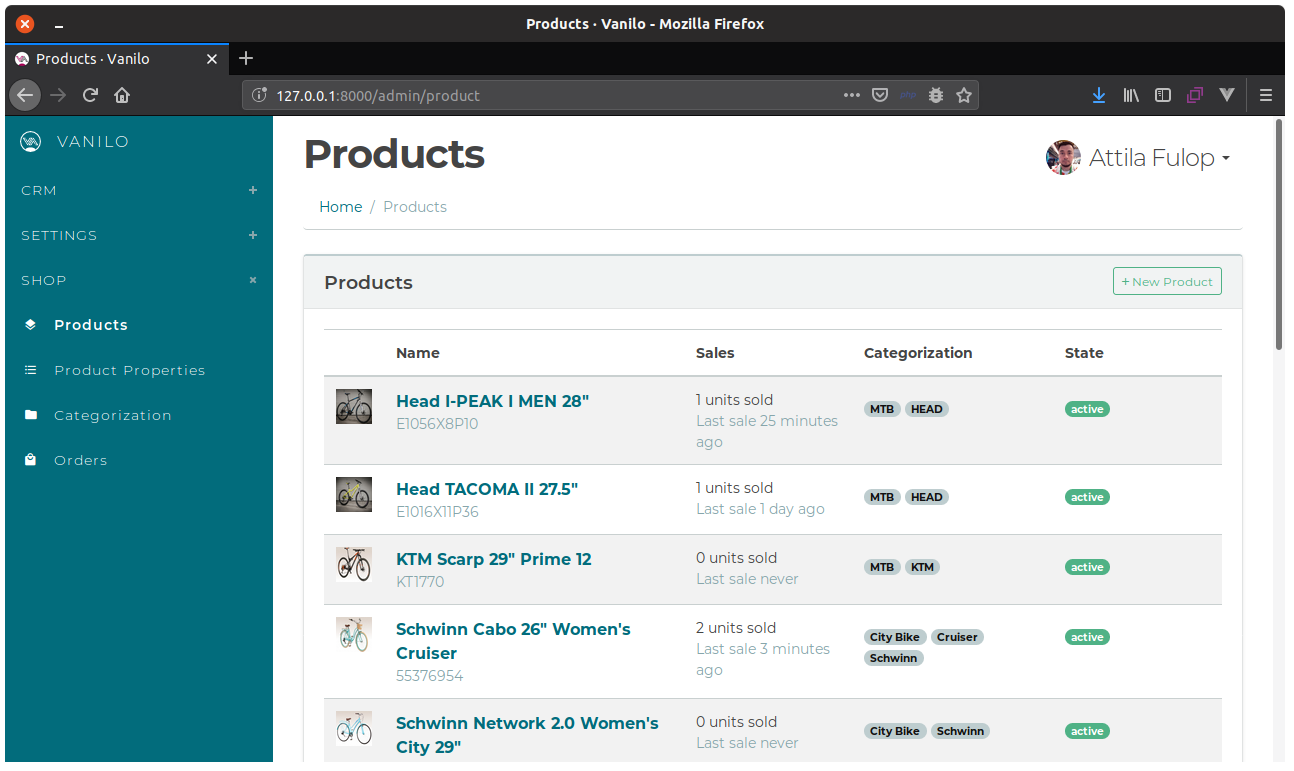 Products · Vanilo - Mozilla Firefox
Products · Vanilo
127.0.0.1:8000/admin/product
VANILO
CRM
SETTINGS
SHOP
Products
Product Properties
Categorization
Orders
Products
Attila Fulop
Home / Products
Products
+ New Product
Name Sales Categorization State
Head I-PEAK I MEN 28"
E1056X8P10
1 units sold
Last sale 25 minutes
ago
MTB HEAD
active
Head TACOMA II 27.5"
E1016X11P36
1 units sold
Last sale 1 day ago
MTB HEAD
active
KTM Scarp 29" Prime 12
KT1770
0 units sold
Last sale never
MTB KTM
active
Schwinn Cabo 26" Women's
Cruiser
55376954
2 units sold
Last sale 3 minutes
ago
City Bike Cruiser
Schwinn
active
Schwinn Network 2.0 Women's
City 29"
0 units sold
Last sale never
City Bike Schwinn
active